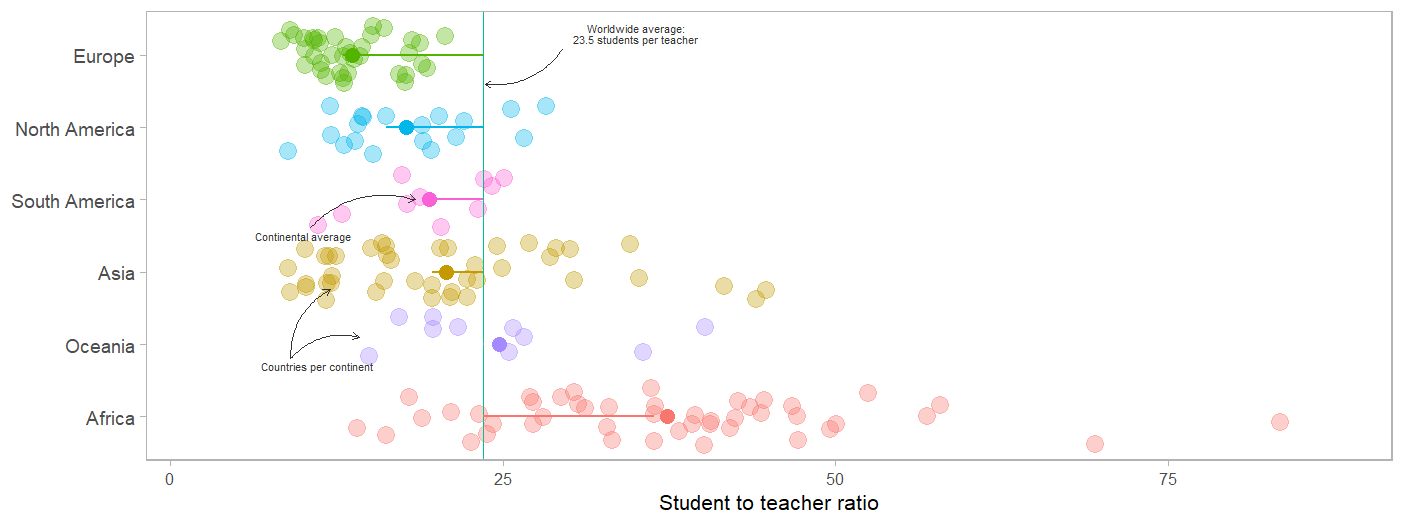 Worldwide average:
23.5 students per teacher
Europe
North America
South America
Continental average
Asia
Oceania
Countries per continent
Africa
0
25
50
75
Student to teacher ratio